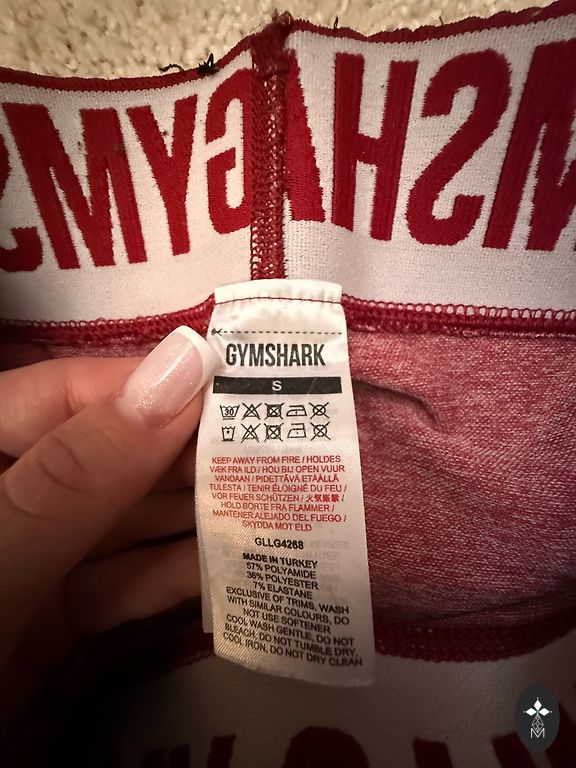 SMYG
AHSM
GYMSHARK
S
30
KEEP AWAY FROM FIRE / HOLDES
VÆK FRA ILD / HOU BIJ OPEN VUUR
VANDAAN / PIDETTÄVÄ ETÄÄLLÄ
TULESTA / TENIR ÉLOIGNÉ DU FEU /
VOR FEUER SCHÜTZEN / 火気厳禁 /
HOLD BORTE FRA FLAMMER /
MANTENER ALEJADO DEL FUEGO /
SKYDDA MOT ELD
GLLG4268
MADE IN TURKEY
57% POLYAMIDE
36% POLYESTER
7% ELASTANE
EXCLUSIVE OF TRIMS, WASH
WITH SIMILAR COLOURS, DO
NOT USE SOFTENER
COOL WASH GENTLE, DO NOT
BLEACH, DO NOT TUMBLE DRY,
COOL IRON, DO NOT DRY CLEAN
M